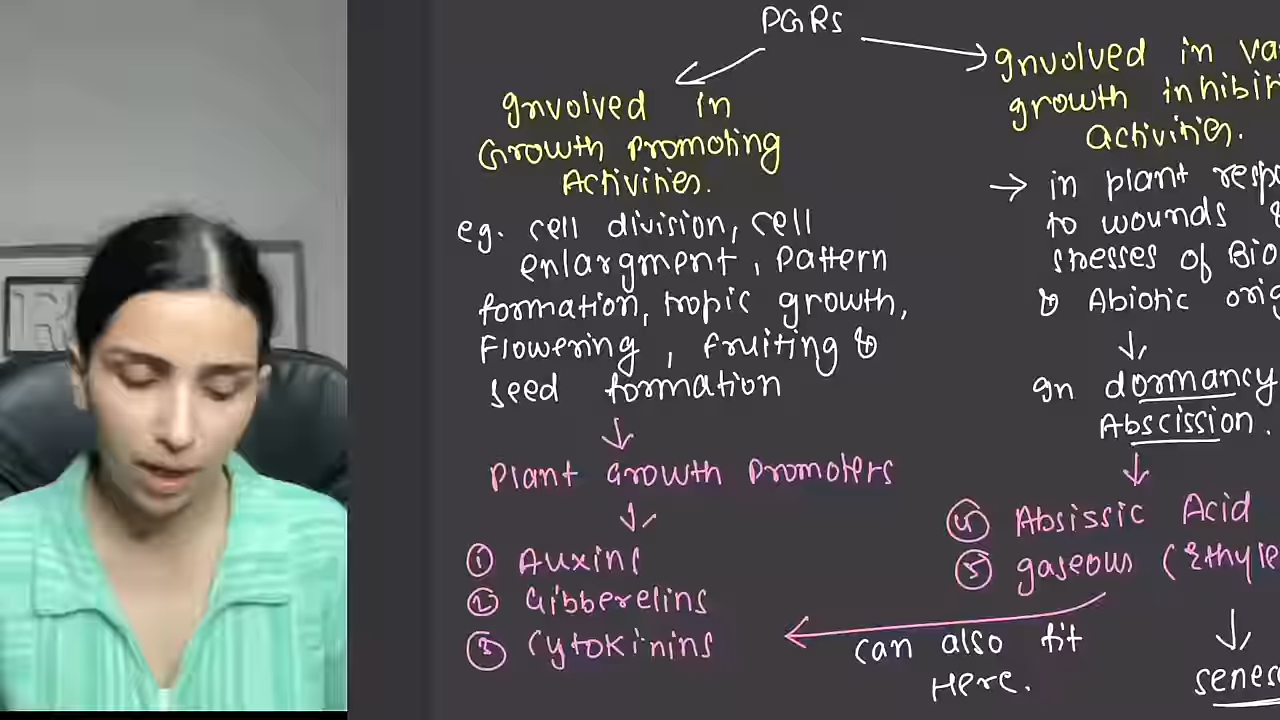 PGRs
Involved in
Growth Promoting
Activities.
eg. cell division, cell
enlargment, pattern
formation, tropic growth,
Flowering, fruiting &
seed formation
Plant Growth Promoters
① Auxins
② Gibberelins
③ Cytokinins
Involved in
growth
activities.
→ in plant
to wounds
stresses of
& Abiotic
In dormancy
Abscission.
④ Absissic Acid
⑤ gaseous
can also fit
Here.